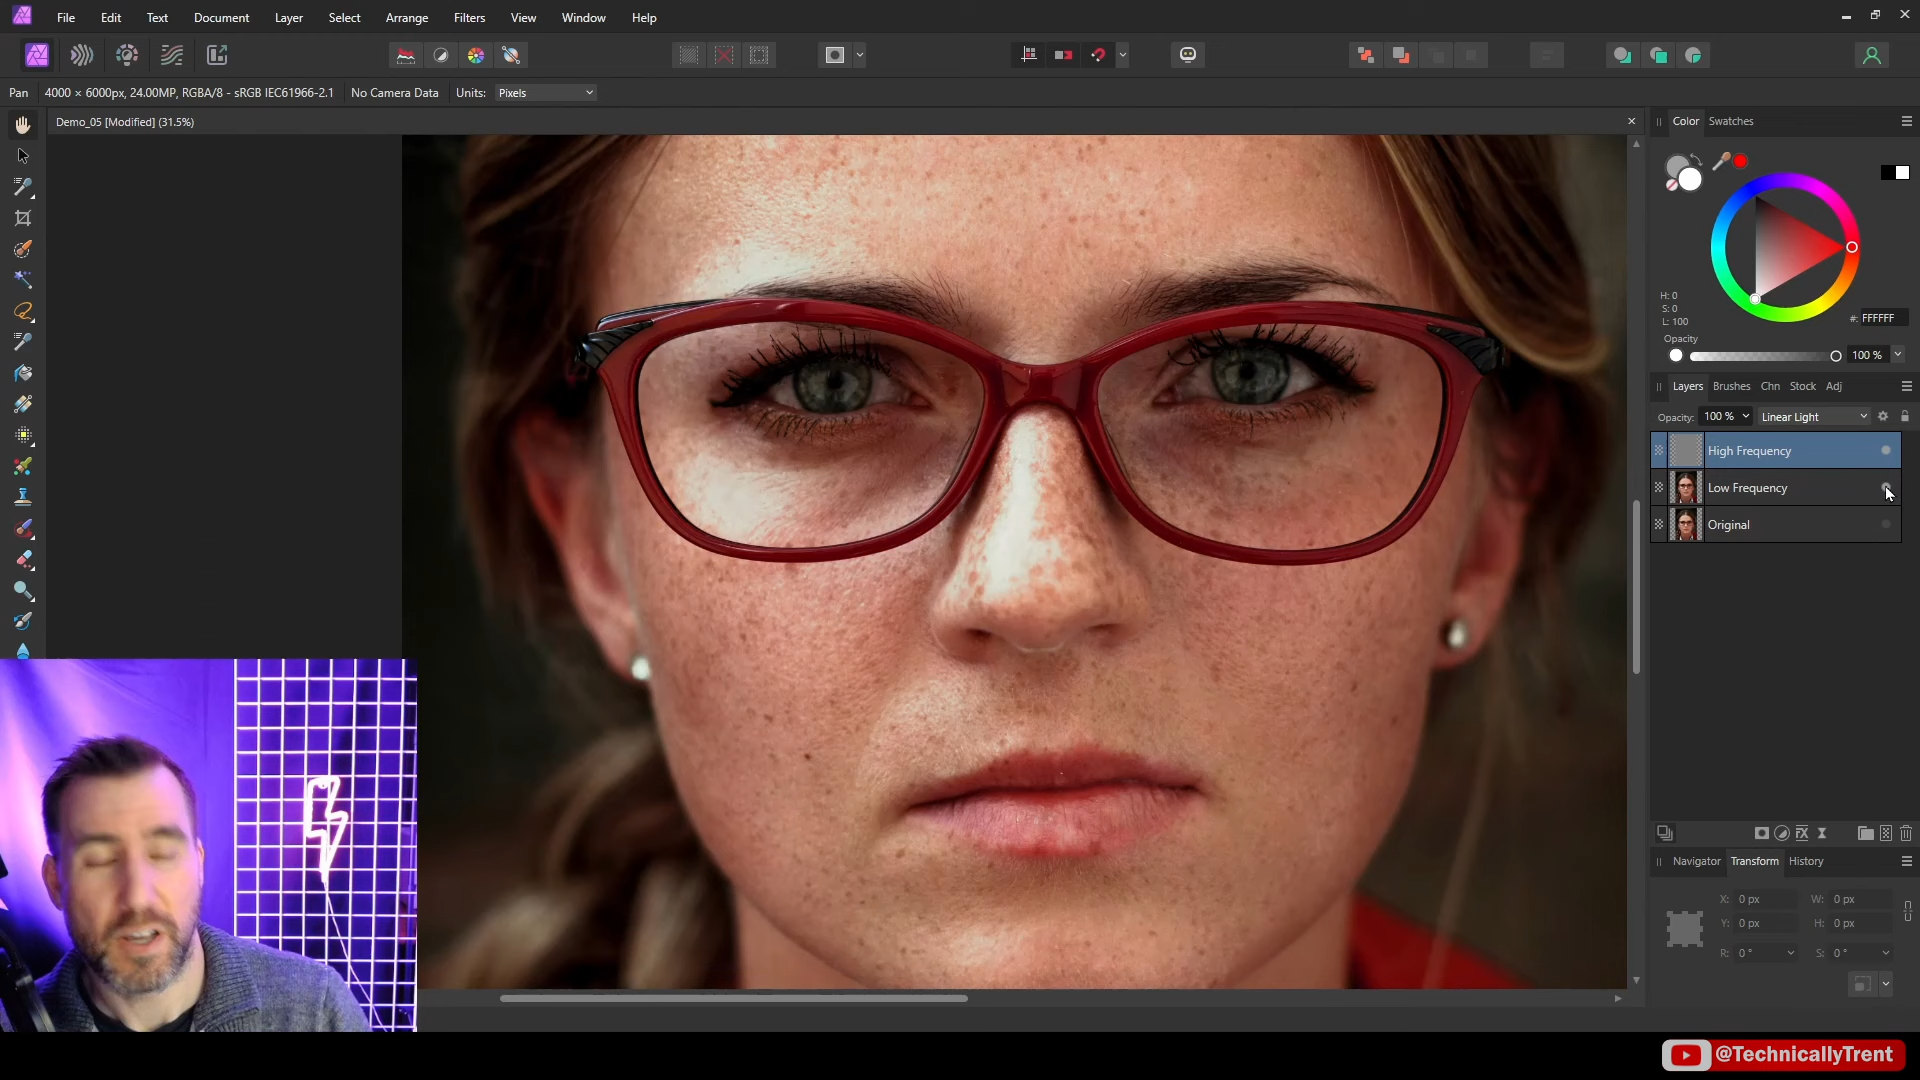 File Edit Text Document Layer Select Arrange Filters View Window Help
Pan 4000 × 6000px, 24.00MP, RGBA/8 - sRGB IEC61966-2.1 No Camera Data Units: Pixels
Demo_05 [Modified] (31.5%)
Color Swatches
H: 0
S: 0
L: 100
#: FFFFFF
Opacity
100 %
Layers Brushes Chn Stock Adj
Opacity: 100 % Linear Light
High Frequency
Low Frequency
Original
Navigator Transform History
X: 0 px W: 0 px
Y: 0 px H: 0 px
R: 0 ° S: 0 °
@TechnicallyTrent